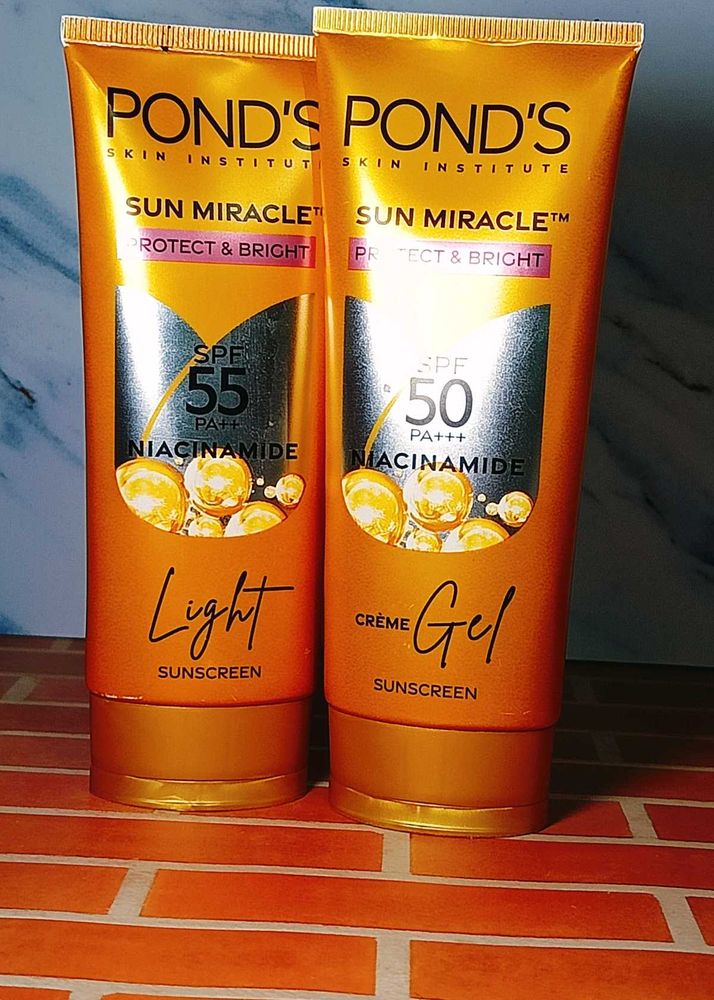 POND'S
SKIN INSTITUT
SUN MIRACLE™
PROTECT & BRIGHT
SPF
55
PA++
NIACINAMIDE
Light
SUNSCREEN
POND'S
SKIN INSTITUTE
SUN MIRACLE™
PROTECT & BRIGHT
SPF
50
PA+++
NIACINAMIDE
CRÈME Gel
SUNSCREEN